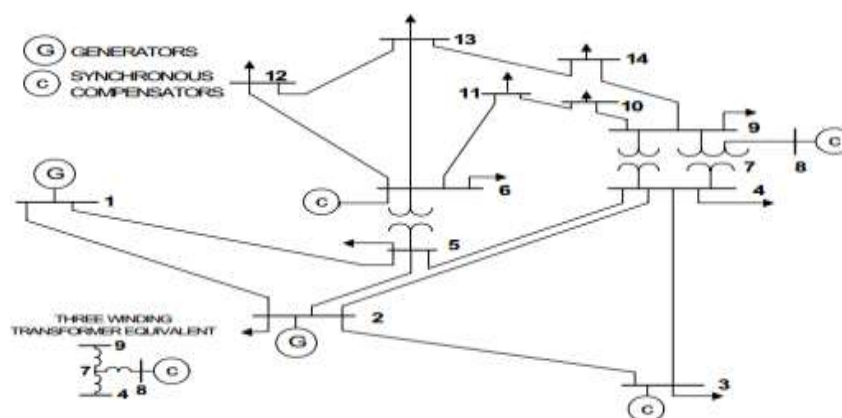 G GENERATORS
C SYNCHRONOUS
COMPENSATORS
13
14
12
11
10
9
C
8
7
G
1
C
6
4
5
THREE WINDING
TRANSFORMER EQUIVALENT
2
G
9
7
C
8
4
3
C